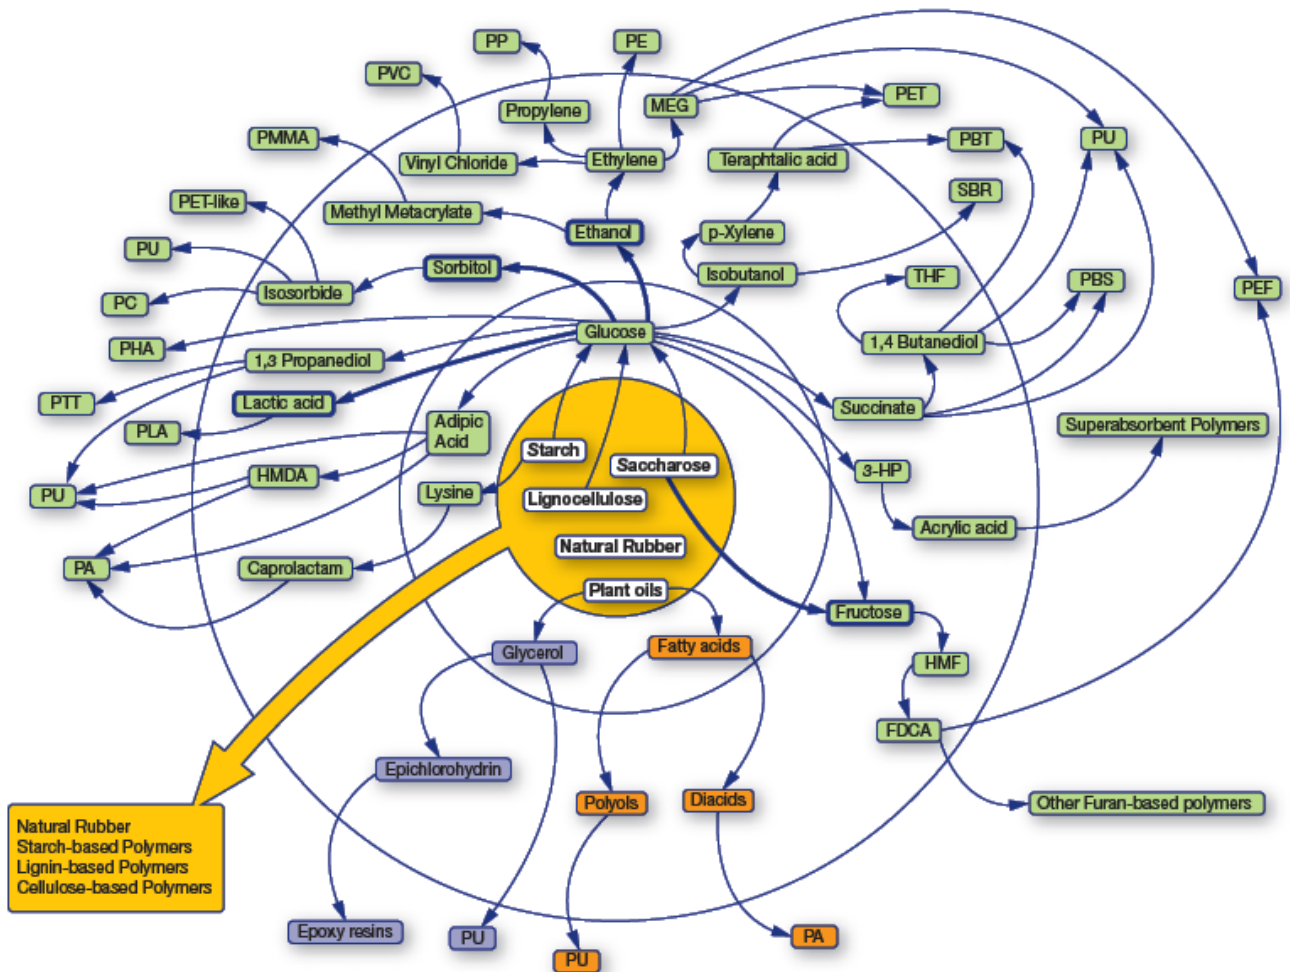 PP
PE
PVC
Propylene
MEG
PET
PMMA
Vinyl Chloride
Ethylene
Teraphtalic acid
PBT
PU
PET-like
Methyl Metacrylate
Ethanol
p-Xylene
SBR
PU
Sorbitol
Isobutanol
THF
PBS
PEF
PC
Isosorbide
PHA
Glucose
1,4 Butanediol
1,3 Propanediol
PTT
Lactic acid
Succinate
PLA
Adipic
Acid
Superabsorbent Polymers
Starch
Saccharose
3-HP
HMDA
PU
Lysine
Lignocellulose
Acrylic acid
Natural Rubber
PA
Caprolactam
Plant oils
Fructose
Glycerol
Fatty acids
HMF
FDCA
Epichlorohydrin
Polyols
Diacids
Other Furan-based polymers
Natural Rubber
Starch-based Polymers
Lignin-based Polymers
Cellulose-based Polymers
Epoxy resins
PU
PU
PA